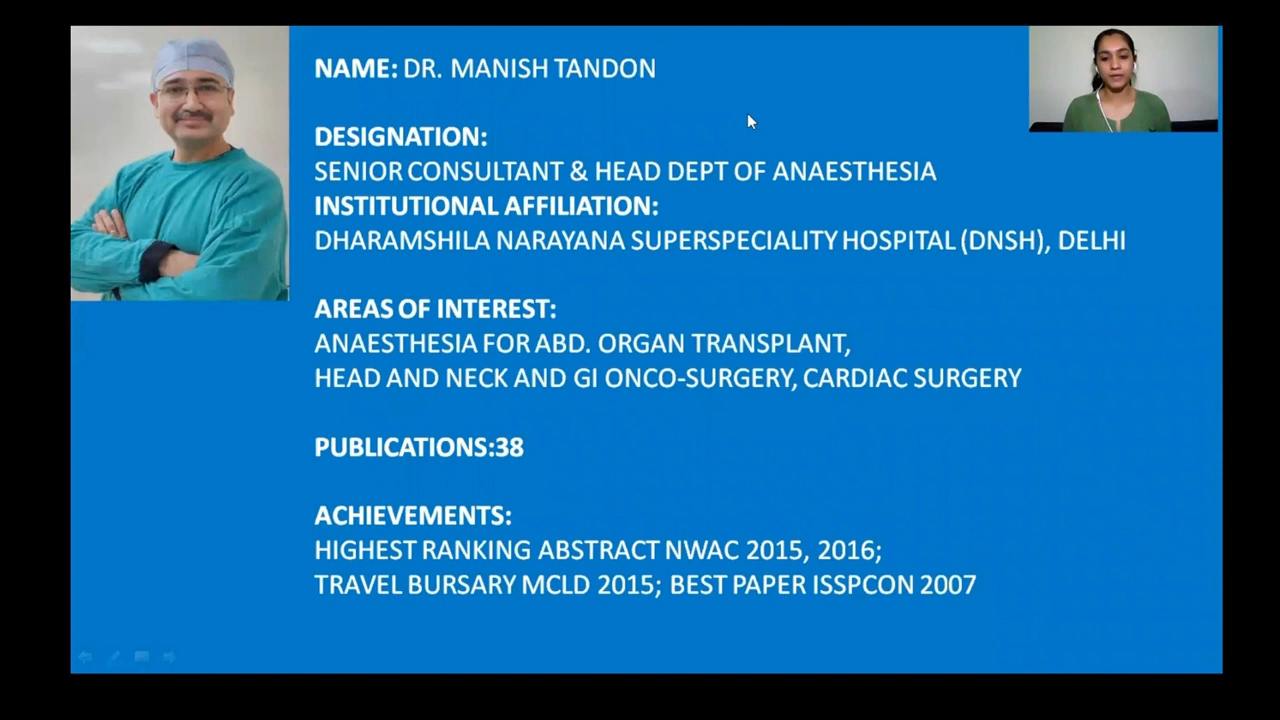 NAME: DR. MANISH TANDON
DESIGNATION:
SENIOR CONSULTANT & HEAD DEPT OF ANAESTHESIA
INSTITUTIONAL AFFILIATION:
DHARAMSHILA NARAYANA SUPERSPECIALITY HOSPITAL (DNSH), DELHI
AREAS OF INTEREST:
ANAESTHESIA FOR ABD. ORGAN TRANSPLANT,
HEAD AND NECK AND GI ONCO-SURGERY, CARDIAC SURGERY
PUBLICATIONS:38
ACHIEVEMENTS:
HIGHEST RANKING ABSTRACT NWAC 2015, 2016;
TRAVEL BURSARY MCLD 2015; BEST PAPER ISSPCON 2007